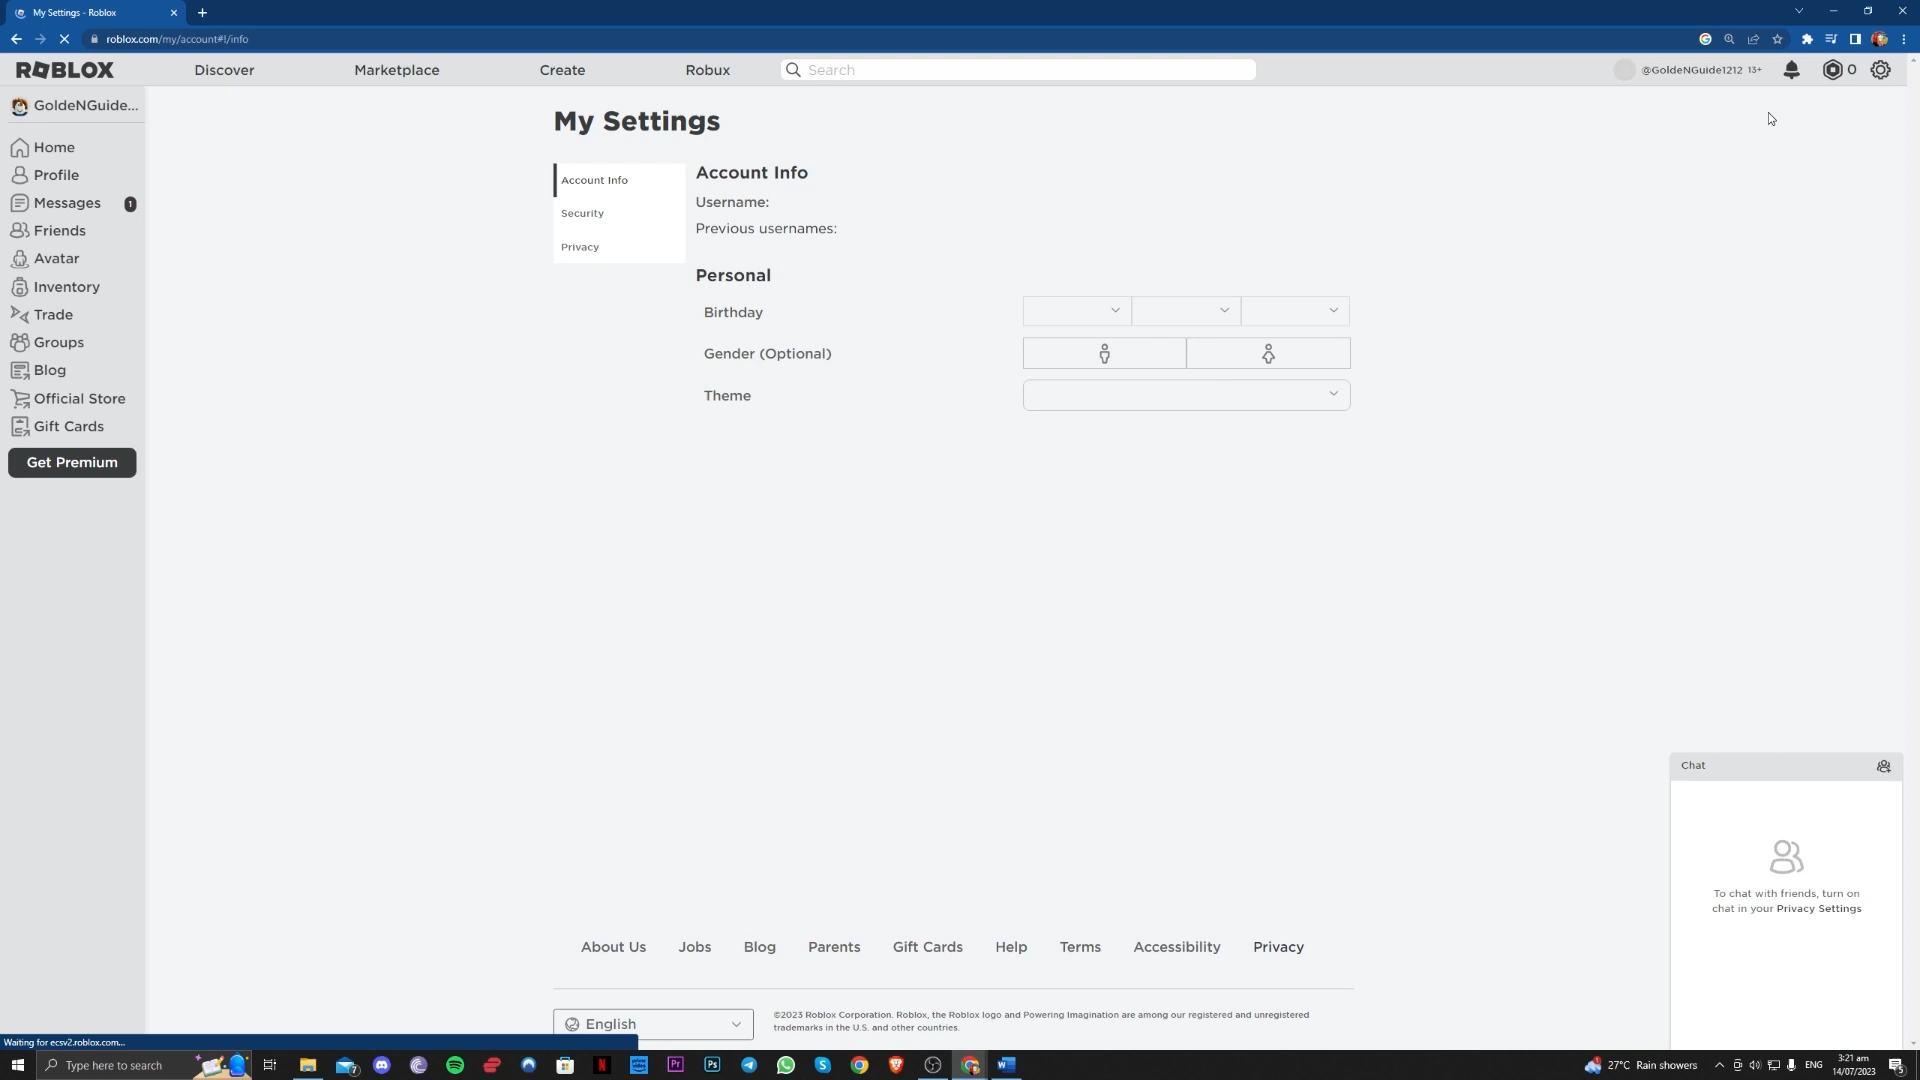 My Settings - Roblox
roblox.com/my/account#!/info
ROBLOX
Discover
Marketplace
Create
Robux
Search
@GoldeNGuide1212 13+
0
GoldeNGuide...
Home
Profile
Messages 1
Friends
Avatar
Inventory
Trade
Groups
Blog
Official Store
Gift Cards
Get Premium
My Settings
Account Info
Security
Privacy
Account Info
Username:
Previous usernames:
Personal
Birthday
Gender (Optional)
Theme
Chat
To chat with friends, turn on
chat in your Privacy Settings
About Us
Jobs
Blog
Parents
Gift Cards
Help
Terms
Accessibility
Privacy
English
©2023 Roblox Corporation. Roblox, the Roblox logo and Powering Imagination are among our registered and unregistered
trademarks in the U.S. and other countries.
Waiting for ecsv2.roblox.com...
Type here to search
7
Pr
Ps
27°C Rain showers
ENG
3:21 am
14/07/2023
5